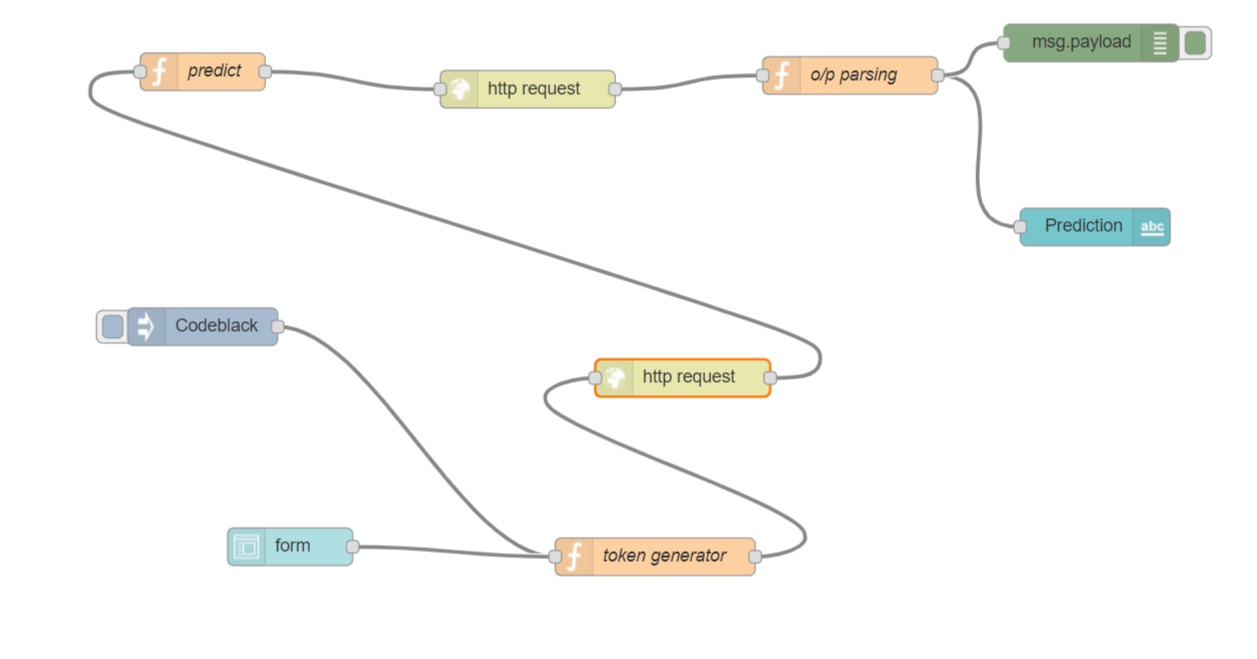 msg.payload
predict
http request
o/p parsing
Prediction
abc
Codeblack
http request
form
token generator